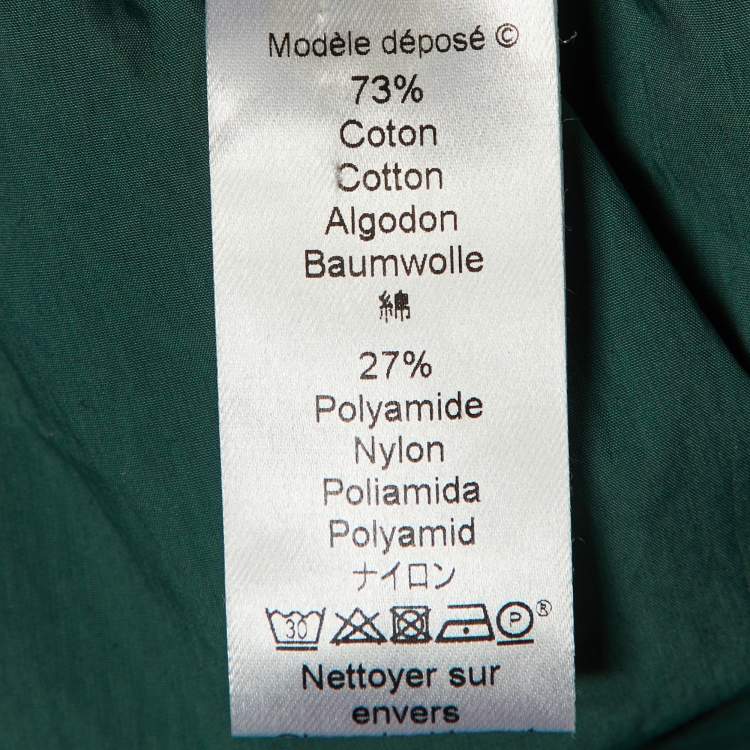 Modèle déposé ©
73%
Coton
Cotton
Algodon
Baumwolle
綿
27%
Polyamide
Nylon
Poliamida
Polyamid
ナイロン
30 P ®
Nettoyer sur
envers